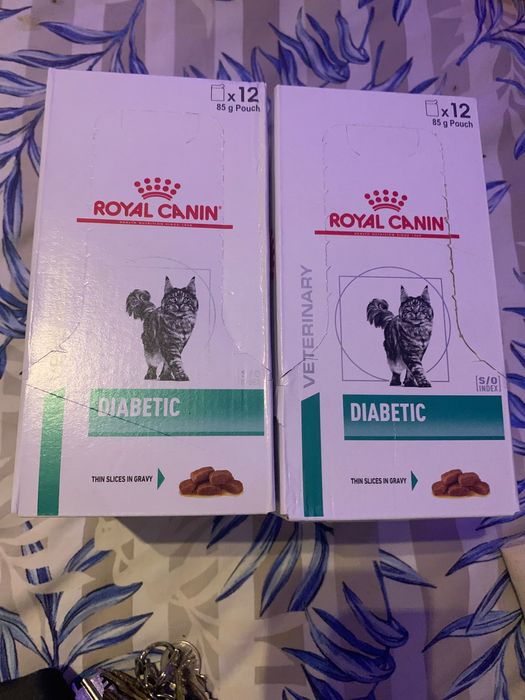 x 12
85 g Pouch
ROYAL CANIN
DIABETIC
THIN SLICES IN GRAVY
x 12
85 g Pouch
ROYAL CANIN
VETERINARY
S/O
INDEX
DIABETIC
THIN SLICES IN GRAVY